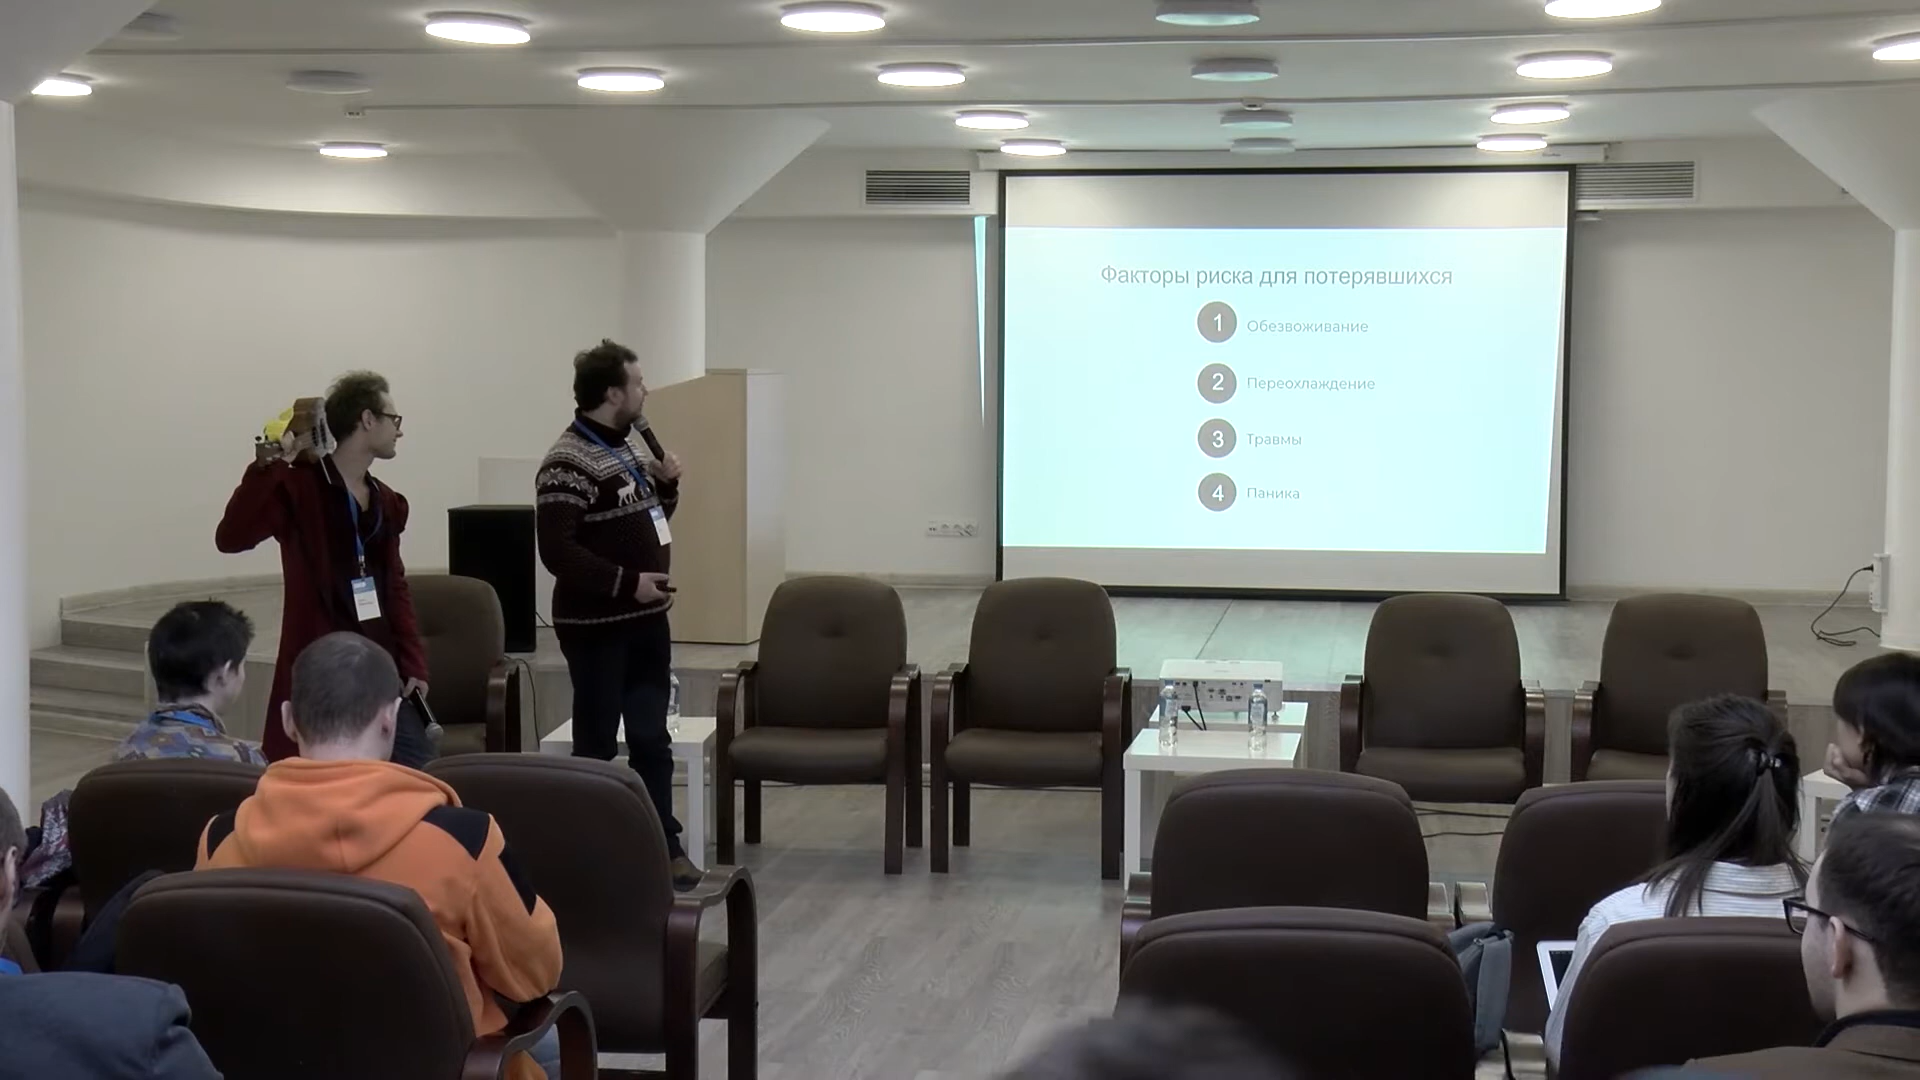 Факторы риска для потерявшихся
1 Обезвоживание
2 Переохлаждение
3 Травмы
4 Паника